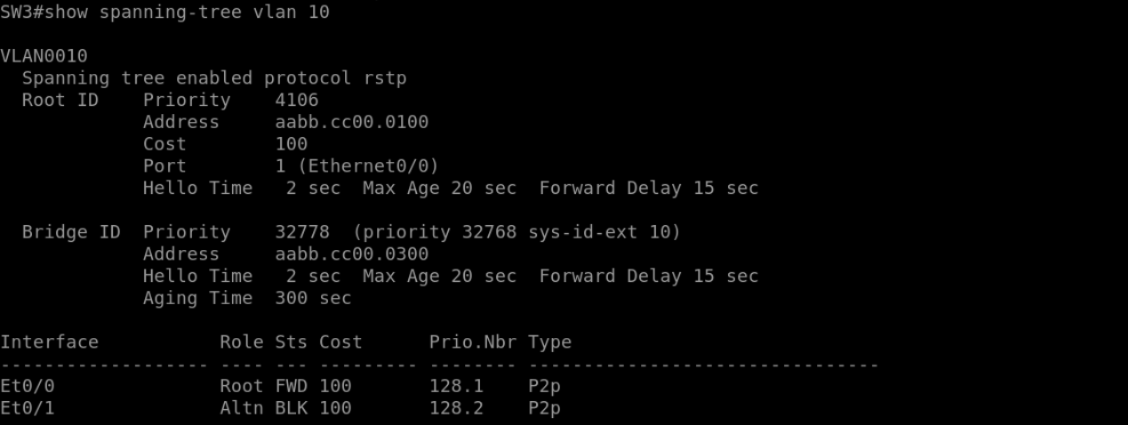 SW3#show spanning-tree vlan 10

VLAN0010
  Spanning tree enabled protocol rstp
  Root ID    Priority    4106
             Address     aabb.cc00.0100
             Cost        100
             Port        1 (Ethernet0/0)
             Hello Time   2 sec  Max Age 20 sec  Forward Delay 15 sec

  Bridge ID  Priority    32778  (priority 32768 sys-id-ext 10)
             Address     aabb.cc00.0300
             Hello Time   2 sec  Max Age 20 sec  Forward Delay 15 sec
             Aging Time  300 sec

Interface           Role Sts Cost      Prio.Nbr Type
------------------- ---- --- --------- -------- --------------------------------
Et0/0               Root FWD 100       128.1    P2p
Et0/1               Altn BLK 100       128.2    P2p